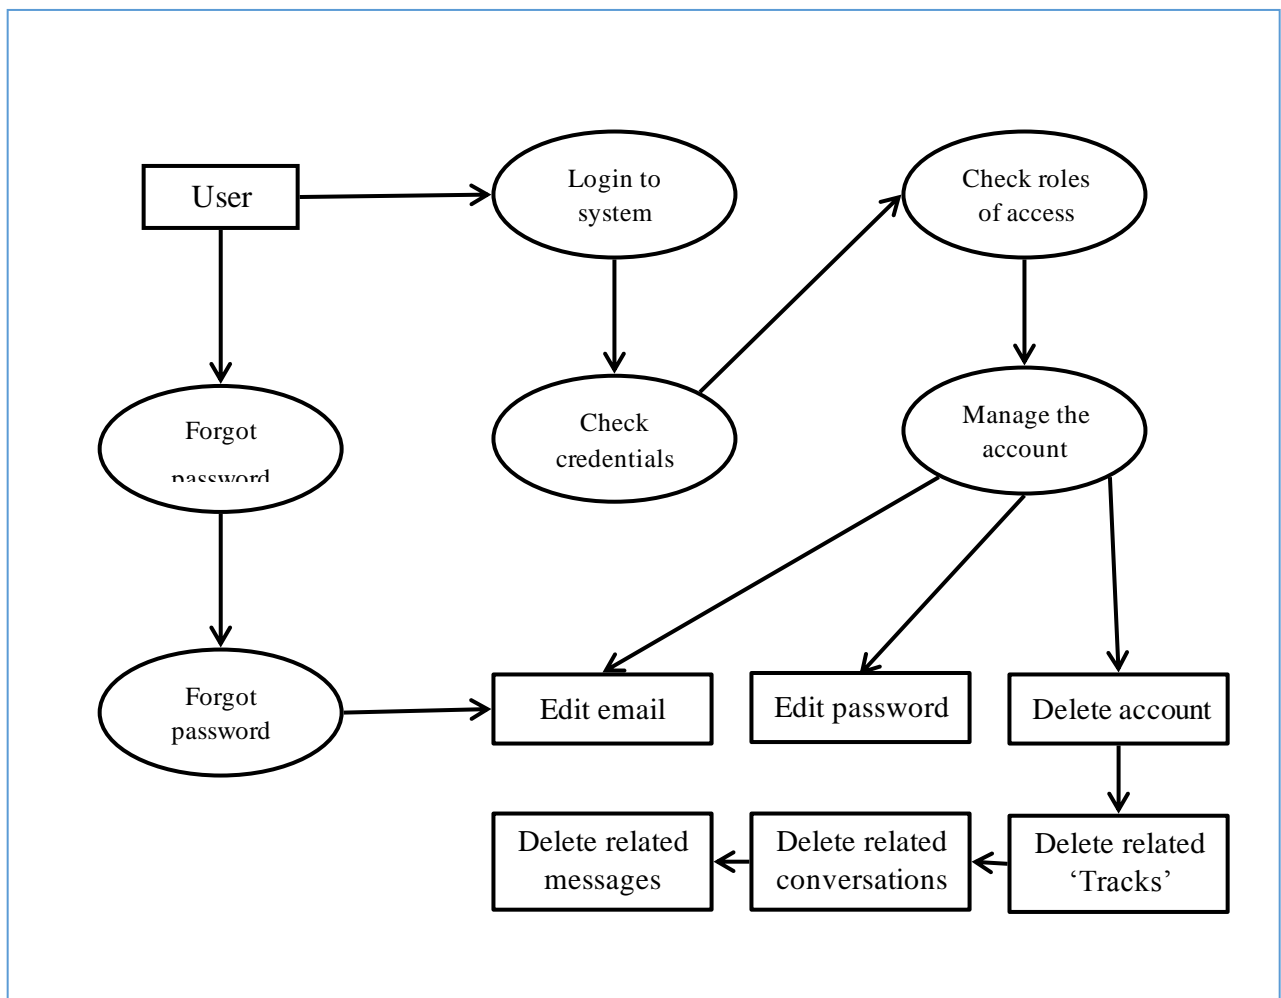 User
Login to
system
Check roles
of access
Forgot
password
Check
credentials
Manage the
account
Forgot
password
Edit email
Edit password
Delete account
Delete related
messages
Delete related
conversations
Delete related
‘Tracks’